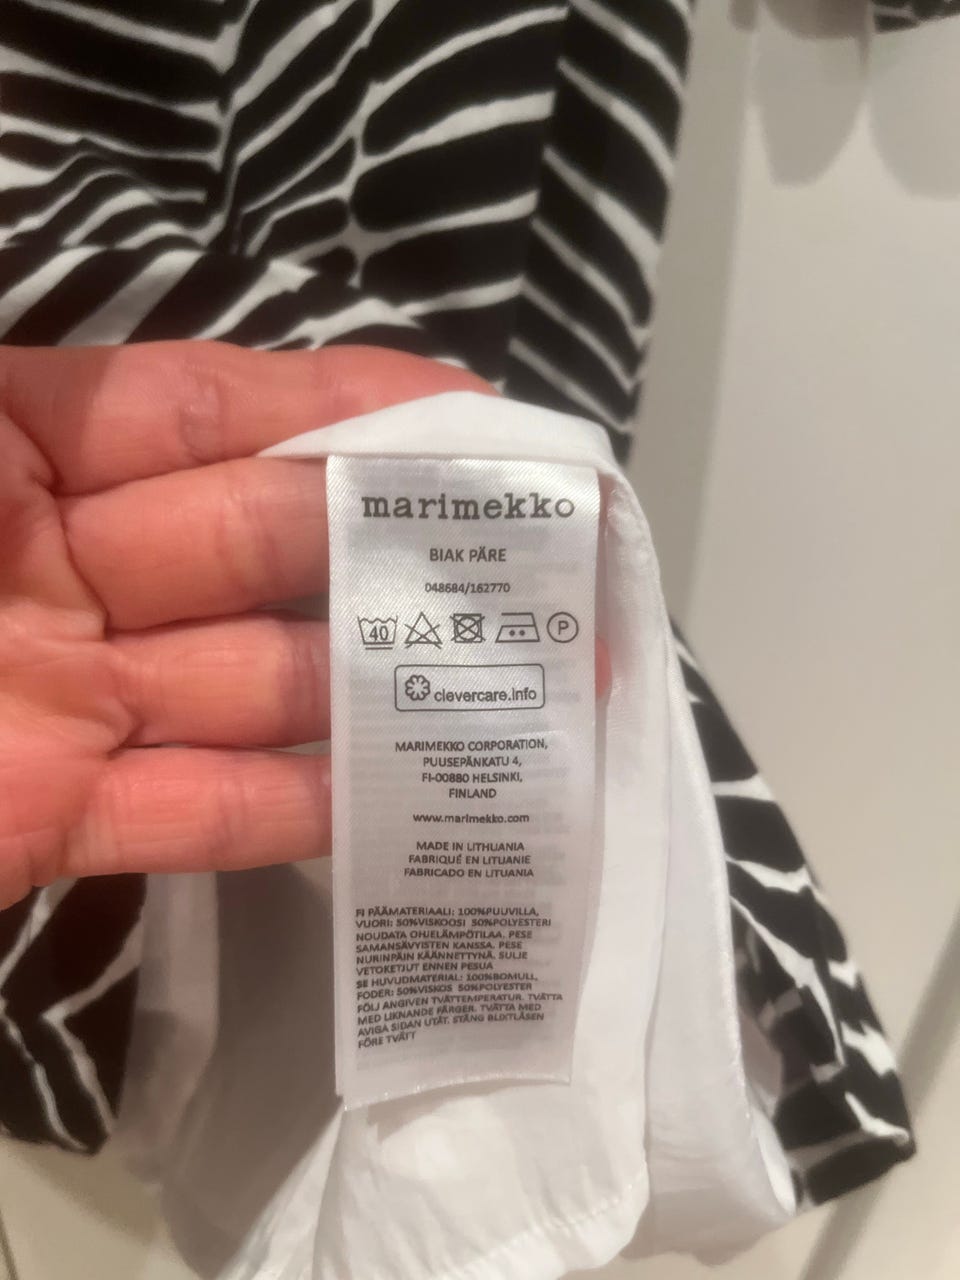 marimekko
BIAK PÄRE
048684/162770
40
P
clevercare.info
MARIMEKKO CORPORATION,
PUUSEPÄNKATU 4,
FI-00880 HELSINKI,
FINLAND
www.marimekko.com
MADE IN LITHUANIA
FABRIQUÉ EN LITUANIE
FABRICADO EN LITUANIA
FI PÄÄMATERIAALI: 100%PUUVILLA,
VUORI: 50%VISKOOSI 50%POLYESTERI
NOUDATA OHJELÄMPÖTILAA. PESE
SAMANSÄVYISTEN KANSSA. PESE
NURINPÄIN KÄÄNNETTYNÄ. SULJE
VETOKETJUT ENNEN PESUA
SE HUVUDMATERIAL: 100%BOMULL,
FODER: 50%VISKOS 50%POLYESTER
FÖLJ ANGIVEN TVÄTTEMPERATUR. TVÄTTA
MED LIKNANDE FÄRGER. TVÄTTA MED
AVIGA SIDAN UTÅT. STÄNG BLIXTLÅSEN
FÖRE TVÄTT